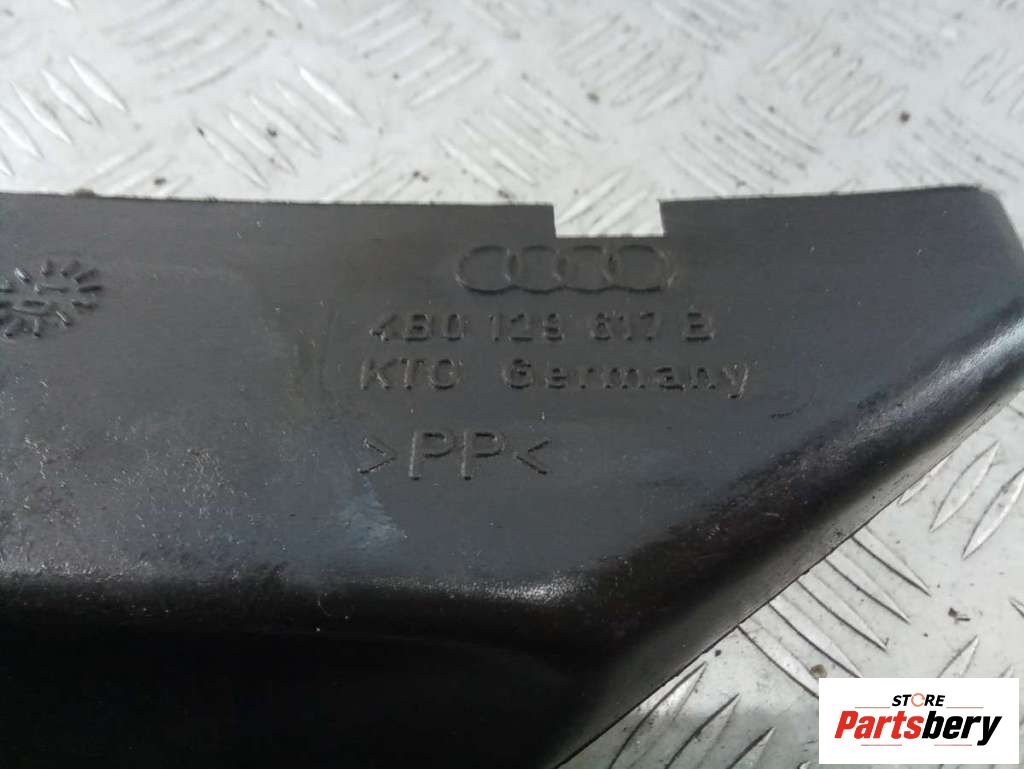 4B0 129 617 B
KTC Germany
>PP<
STORE
Partsbery